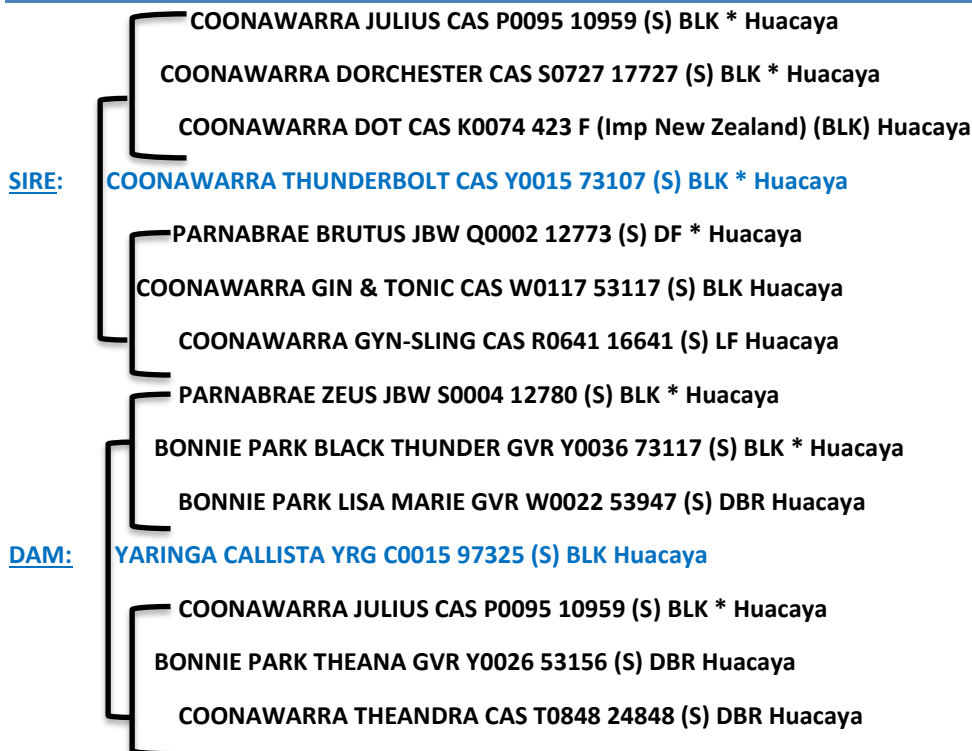 COONAWARRA JULIUS CAS P0095 10959 (S) BLK * Huacaya
COONAWARRA DORCHESTER CAS S0727 17727 (S) BLK * Huacaya
COONAWARRA DOT CAS K0074 423 F (Imp New Zealand) (BLK) Huacaya
SIRE: COONAWARRA THUNDERBOLT CAS Y0015 73107 (S) BLK * Huacaya
PARNABRAE BRUTUS JBW Q0002 12773 (S) DF * Huacaya
COONAWARRA GIN & TONIC CAS W0117 53117 (S) BLK Huacaya
COONAWARRA GYN-SLING CAS R0641 16641 (S) LF Huacaya
PARNABRAE ZEUS JBW S0004 12780 (S) BLK * Huacaya
BONNIE PARK BLACK THUNDER GVR Y0036 73117 (S) BLK * Huacaya
BONNIE PARK LISA MARIE GVR W0022 53947 (S) DBR Huacaya
DAM: YARINGA CALLISTA YRG C0015 97325 (S) BLK Huacaya
COONAWARRA JULIUS CAS P0095 10959 (S) BLK * Huacaya
BONNIE PARK THEANA GVR Y0026 53156 (S) DBR Huacaya
COONAWARRA THEANDRA CAS T0848 24848 (S) DBR Huacaya